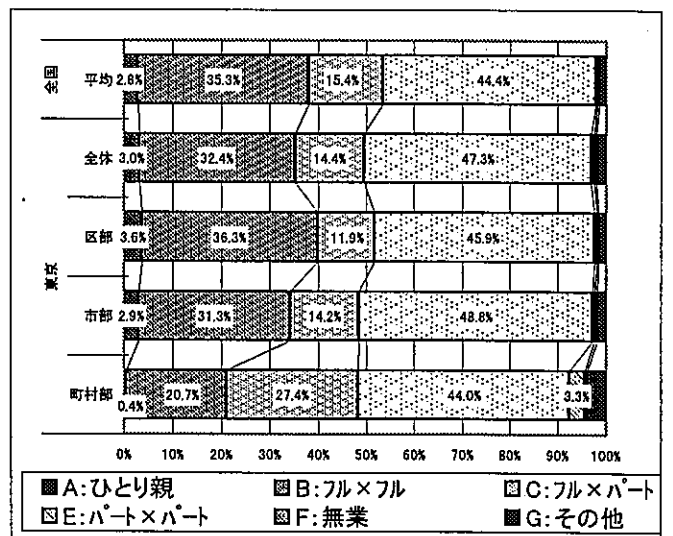 全国
平均 2.8% 35.3% 15.4% 44.4%
東京
全体 3.0% 32.4% 14.4% 47.3%
区部 3.6% 36.3% 11.9% 45.9%
市部 2.9% 31.3% 14.2% 48.8%
町村部 0.4% 20.7% 27.4% 44.0% 3.3%
0% 10% 20% 30% 40% 50% 60% 70% 80% 90% 100%
A:ひとり親 B:フル×フル C:フル×パート
E:パート×パート F:無業 G:その他